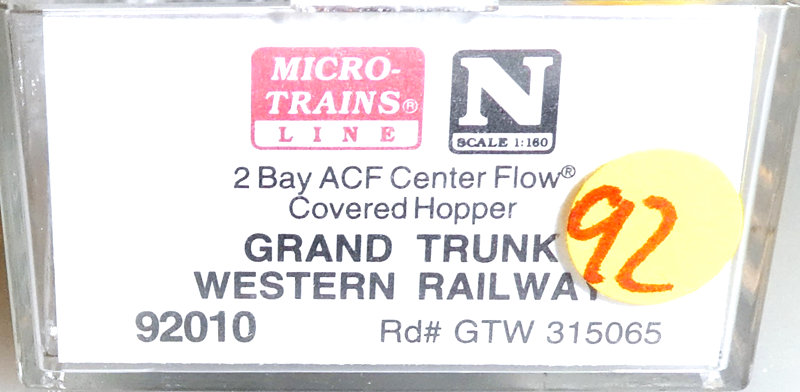 MICRO-
TRAINS®
LINE
N
SCALE 1:160
2 Bay ACF Center Flow®
Covered Hopper
GRAND TRUNK
WESTERN RAILWAY
92010 Rd# GTW 315065
92